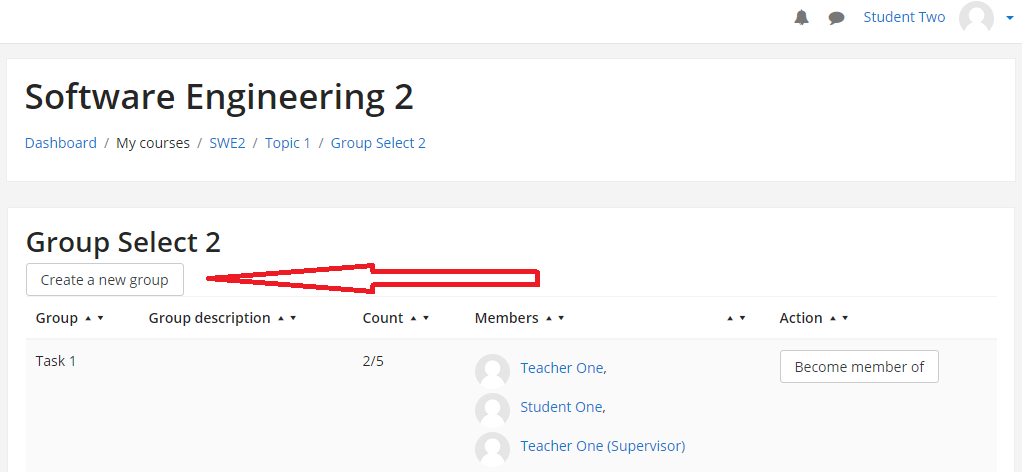 Student Two
Software Engineering 2
Dashboard / My courses / SWE2 / Topic 1 / Group Select 2
Group Select 2
Create a new group
Group Group description Count Members Action
Task 1 2/5 Teacher One, Become member of
Student One,
Teacher One (Supervisor)